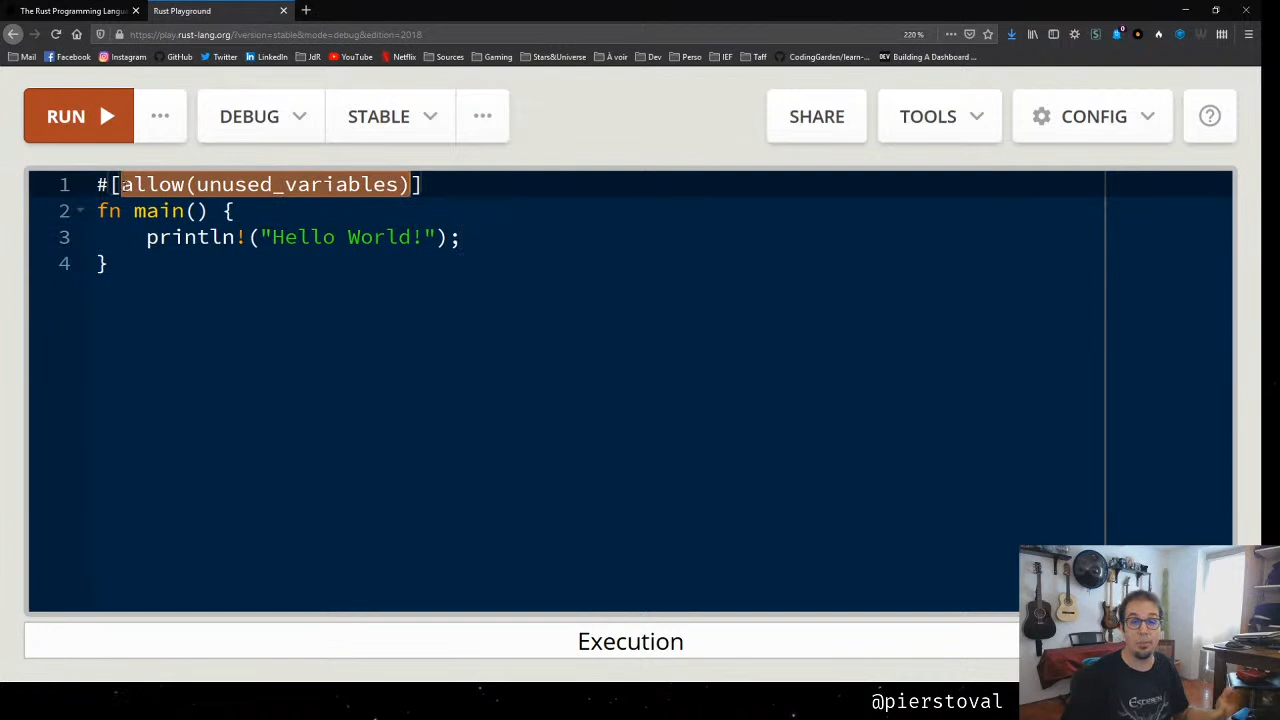 The Rust Programming Langu
Rust Playground
https://play.rust-lang.org/?version=stable&mode=debug&edition=2018
220 %
Mail Facebook Instagram GitHub Twitter LinkedIn JdR YouTube Netflix Sources Gaming Stars&Universe À voir Dev Perso IEF Taff CodingGarden/learn-... DEV Building A Dashboard ...
RUN ... DEBUG STABLE ... SHARE TOOLS CONFIG ?
1 #[allow(unused_variables)]
2 fn main() {
3 println!("Hello World!");
4 }
Execution
@pierstoval